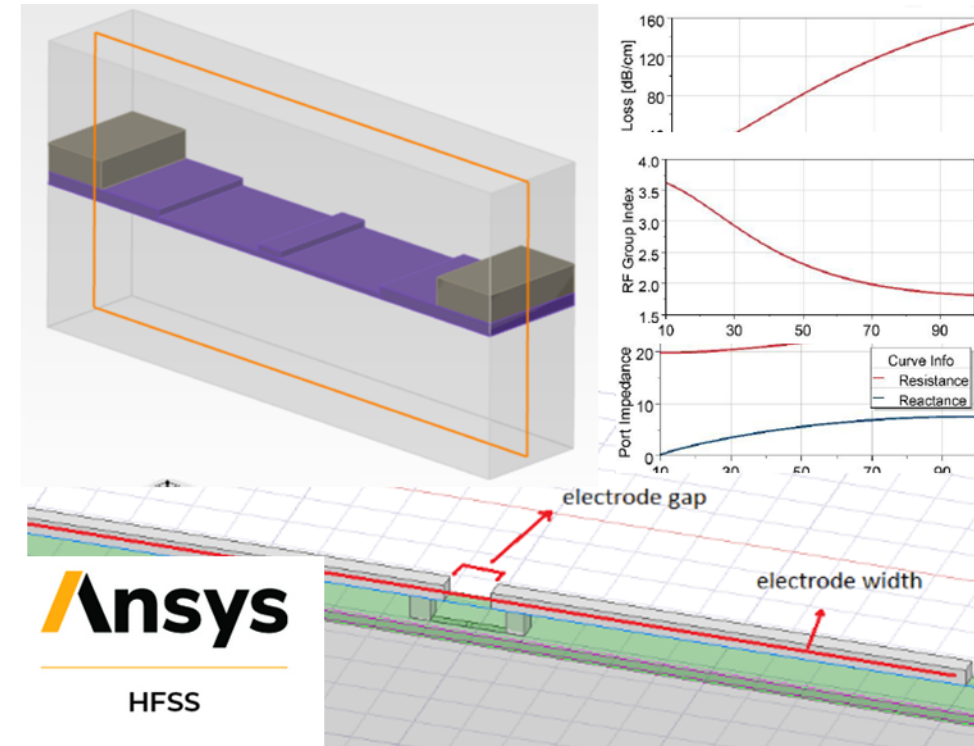 160
120
80
Loss [dB/cm]
4.0
3.5
3.0
2.5
2.0
1.5
RF Group Index
10 30 50 70 90
20
10
0
Port Impedance
Curve Info
Resistance
Reactance
10 30 50 70 90
electrode gap
electrode width
Ansys
HFSS